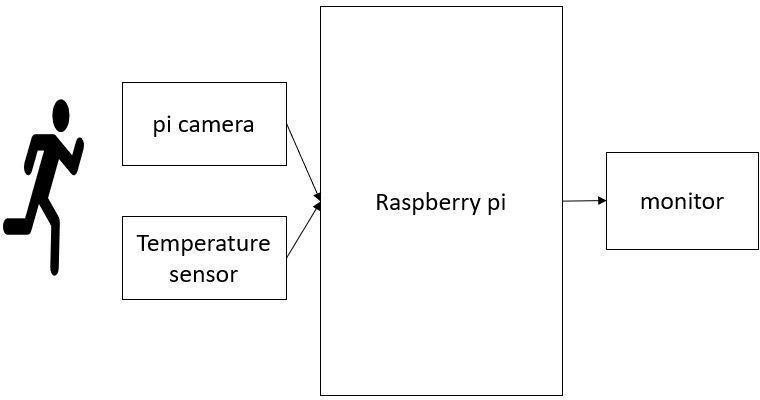 pi camera
Temperature
sensor
Raspberry pi
monitor